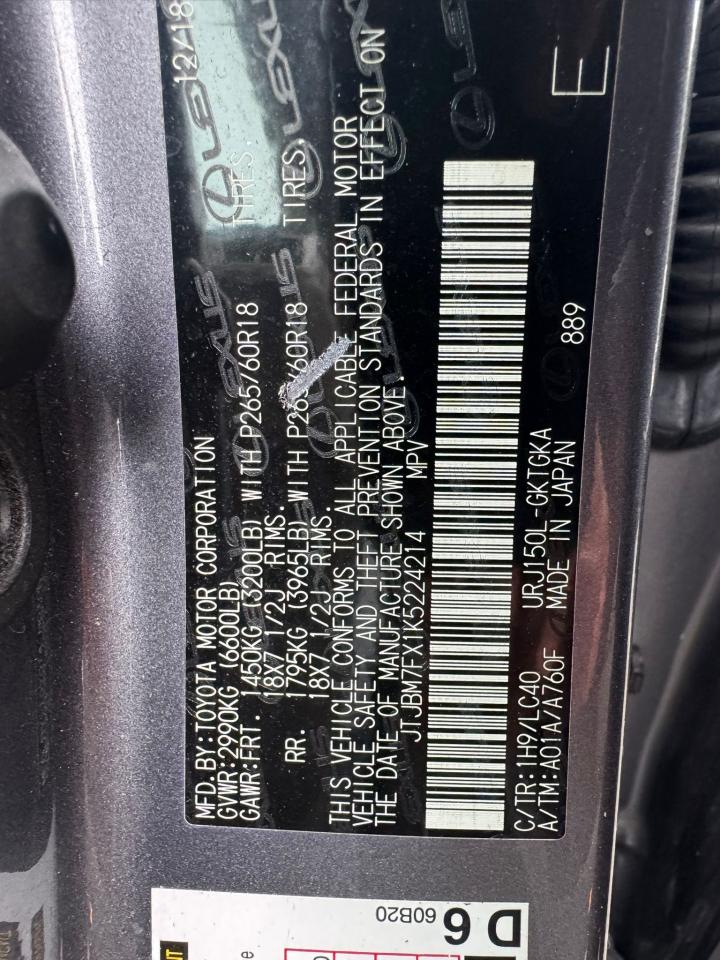 MFD.BY:TOYOTA MOTOR CORPORATION 12/18
GVWR:2990KG (6600LB)
GAWR:FRT. 1450KG (3200LB) WITH P265/60R18 TIRES.
18X7 1/2J RIMS.
RR. 1795KG (3965LB) WITH P265/60R18 TIRES.
18X7 1/2J RIMS.
THIS VEHICLE CONFORMS TO ALL APPLICABLE FEDERAL MOTOR
VEHICLE SAFETY AND THEFT PREVENTION STANDARDS IN EFFECT ON
THE DATE OF MANUFACTURE SHOWN ABOVE.
JTJBM7FX1K5224214 MPV
C/TR:1H9/LC40 URJ150L-GKTGKA 889 E
A/TM:A01A/A760F MADE IN JAPAN
LEXUS
D6
60B20